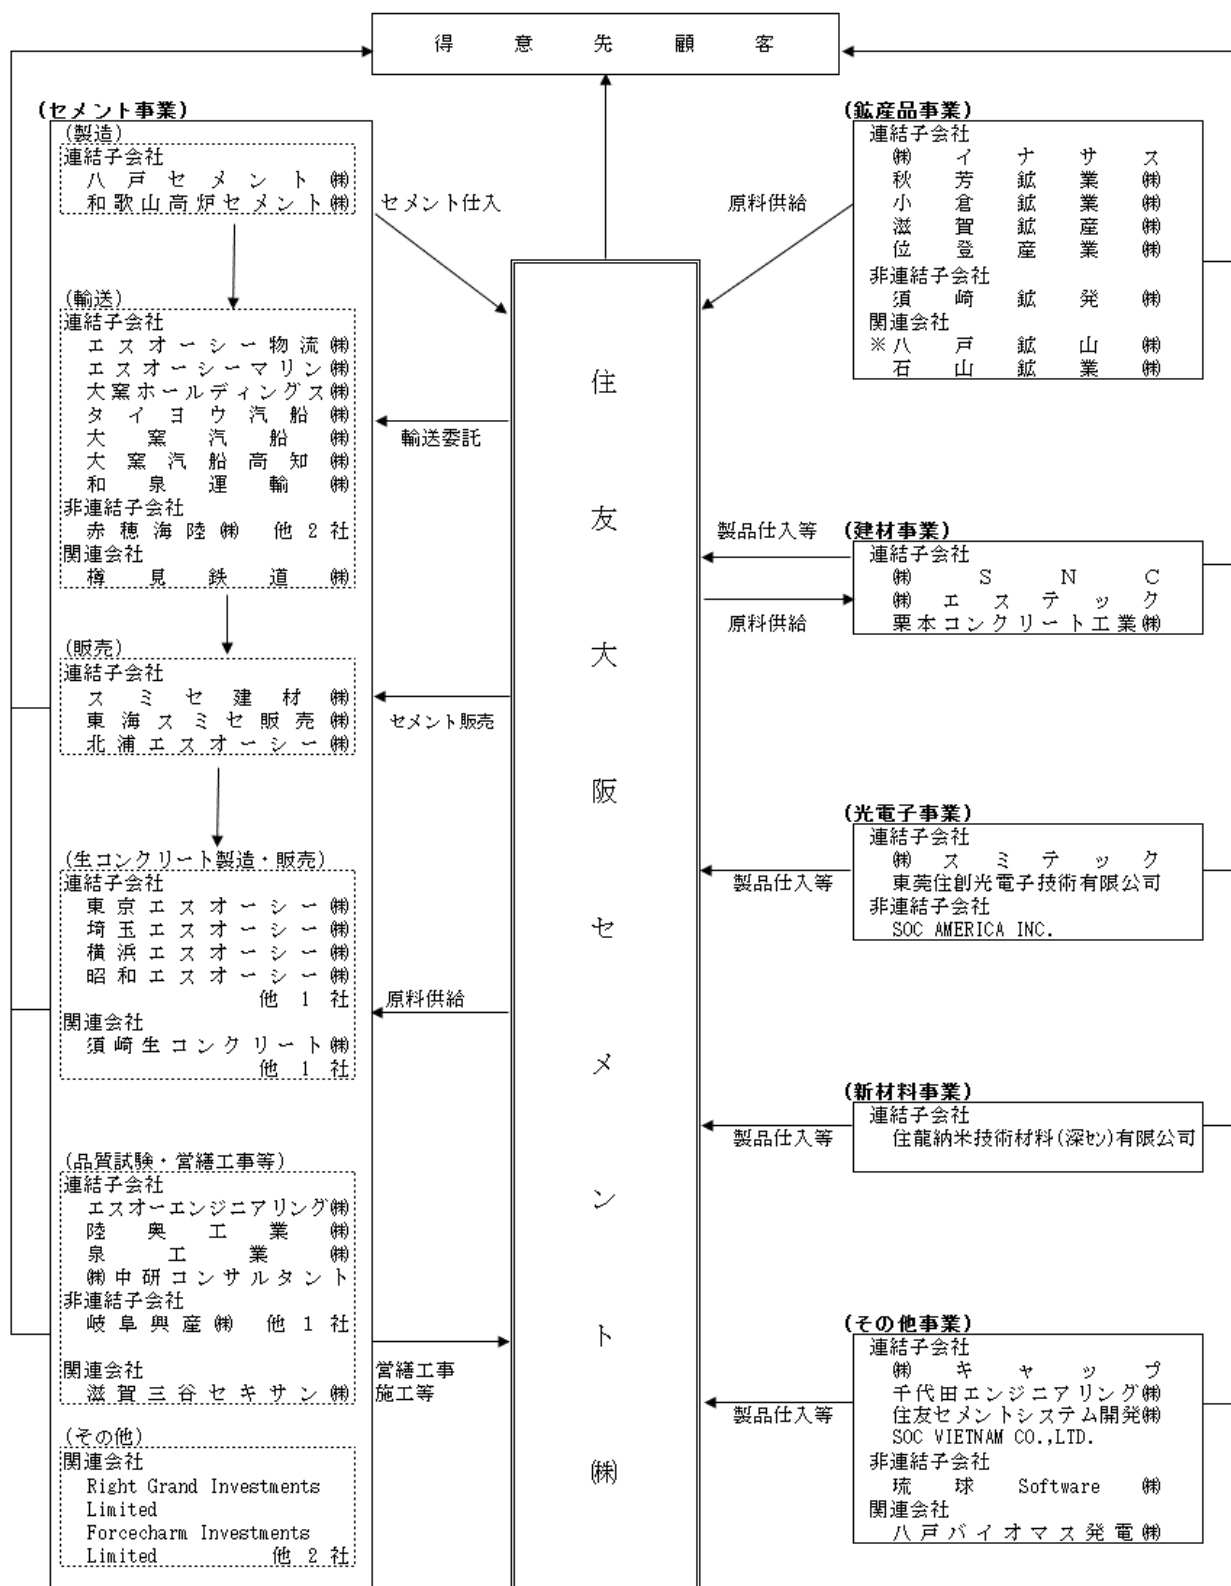 得意先顧客
(セメント事業)
(製造)
連結子会社
八戸セメント㈱
和歌山高炉セメント㈱
セメント仕入
(輸送)
連結子会社
エスオーシー物流㈱
エスオーシーマリン㈱
大窯ホールディングス㈱
タイヨウ汽船㈱
大窯汽船㈱
大窯汽船高知㈱
和泉運輸㈱
非連結子会社
赤穂海陸㈱ 他2社
関連会社
樽見鉄道㈱
輸送委託
(販売)
連結子会社
スミセ建材㈱
東海スミセ販売㈱
北浦エスオーシー㈱
セメント販売
(生コンクリート製造・販売)
連結子会社
東京エスオーシー㈱
埼玉エスオーシー㈱
横浜エスオーシー㈱
昭和エスオーシー㈱
他1社
関連会社
須崎生コンクリート㈱
他1社
原料供給
(品質試験・営繕工事等)
連結子会社
エスオーエンジニアリング㈱
陸奥工業㈱
泉工業㈱
㈱中研コンサルタント
非連結子会社
岐阜興産㈱ 他1社
関連会社
滋賀三谷セキサン㈱
営繕工事
施工等
(その他)
関連会社
Right Grand Investments
Limited
Forcecharm Investments
Limited 他2社
住友大阪セメント㈱
(鉱産品事業)
連結子会社
㈱イナサス
秋芳鉱業㈱
小倉鉱業㈱
滋賀鉱産㈱
位登産業㈱
非連結子会社
須崎鉱発㈱
関連会社
※八戸鉱山㈱
石山鉱業㈱
原料供給
(建材事業)
連結子会社
㈱SNC
㈱エステック
栗本コンクリート工業㈱
製品仕入等
原料供給
(光電子事業)
連結子会社
㈱スミテック
東莞住創光電子技術有限公司
非連結子会社
SOC AMERICA INC.
製品仕入等
(新材料事業)
連結子会社
住龍納米技術材料(深ｾﾝ)有限公司
製品仕入等
(その他事業)
連結子会社
㈱キャップ
千代田エンジニアリング㈱
住友セメントシステム開発㈱
SOC VIETNAM CO.,LTD.
非連結子会社
琉球Software㈱
関連会社
八戸バイオマス発電㈱
製品仕入等